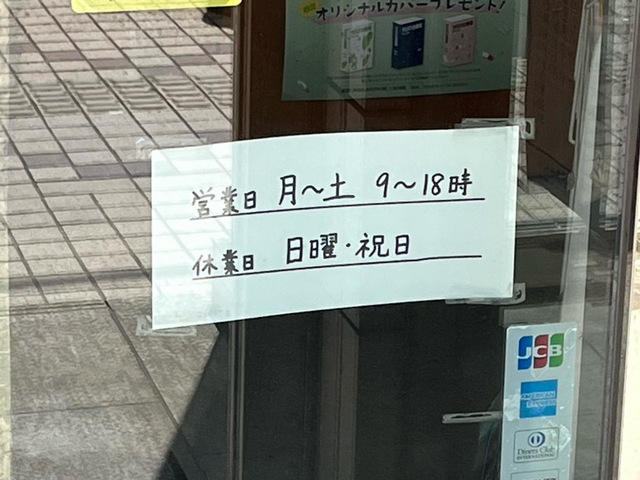 オリジナルカバープレゼント!
営業日 月〜土 9〜18時
休業日 日曜・祝日
JCB
AMERICAN
EXPRESS
Diners Club
INTERNATIONAL